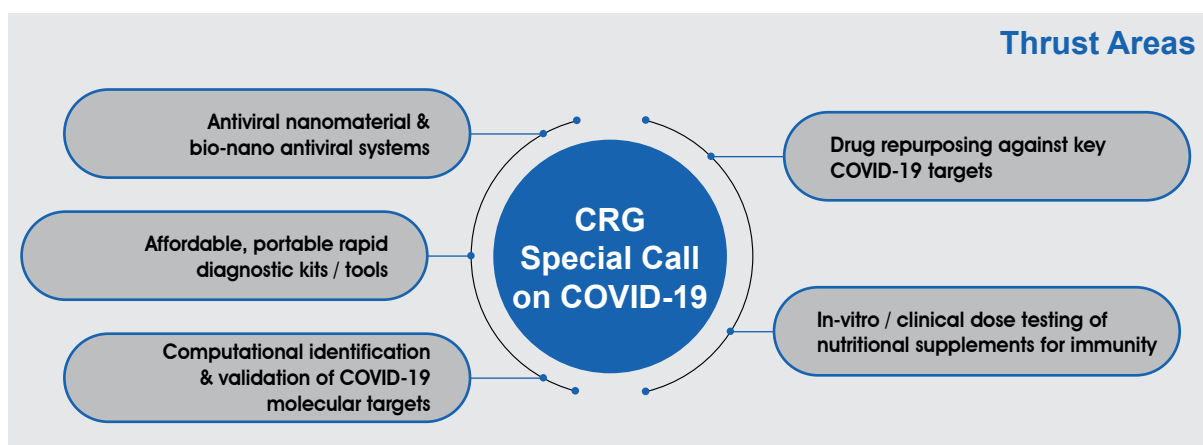 Thrust Areas
Antiviral nanomaterial &
bio-nano antiviral systems
Affordable, portable rapid
diagnostic kits / tools
Computational identification
& validation of COVID-19
molecular targets
CRG
Special Call
on COVID-19
Drug repurposing against key
COVID-19 targets
In-vitro / clinical dose testing of
nutritional supplements for immunity